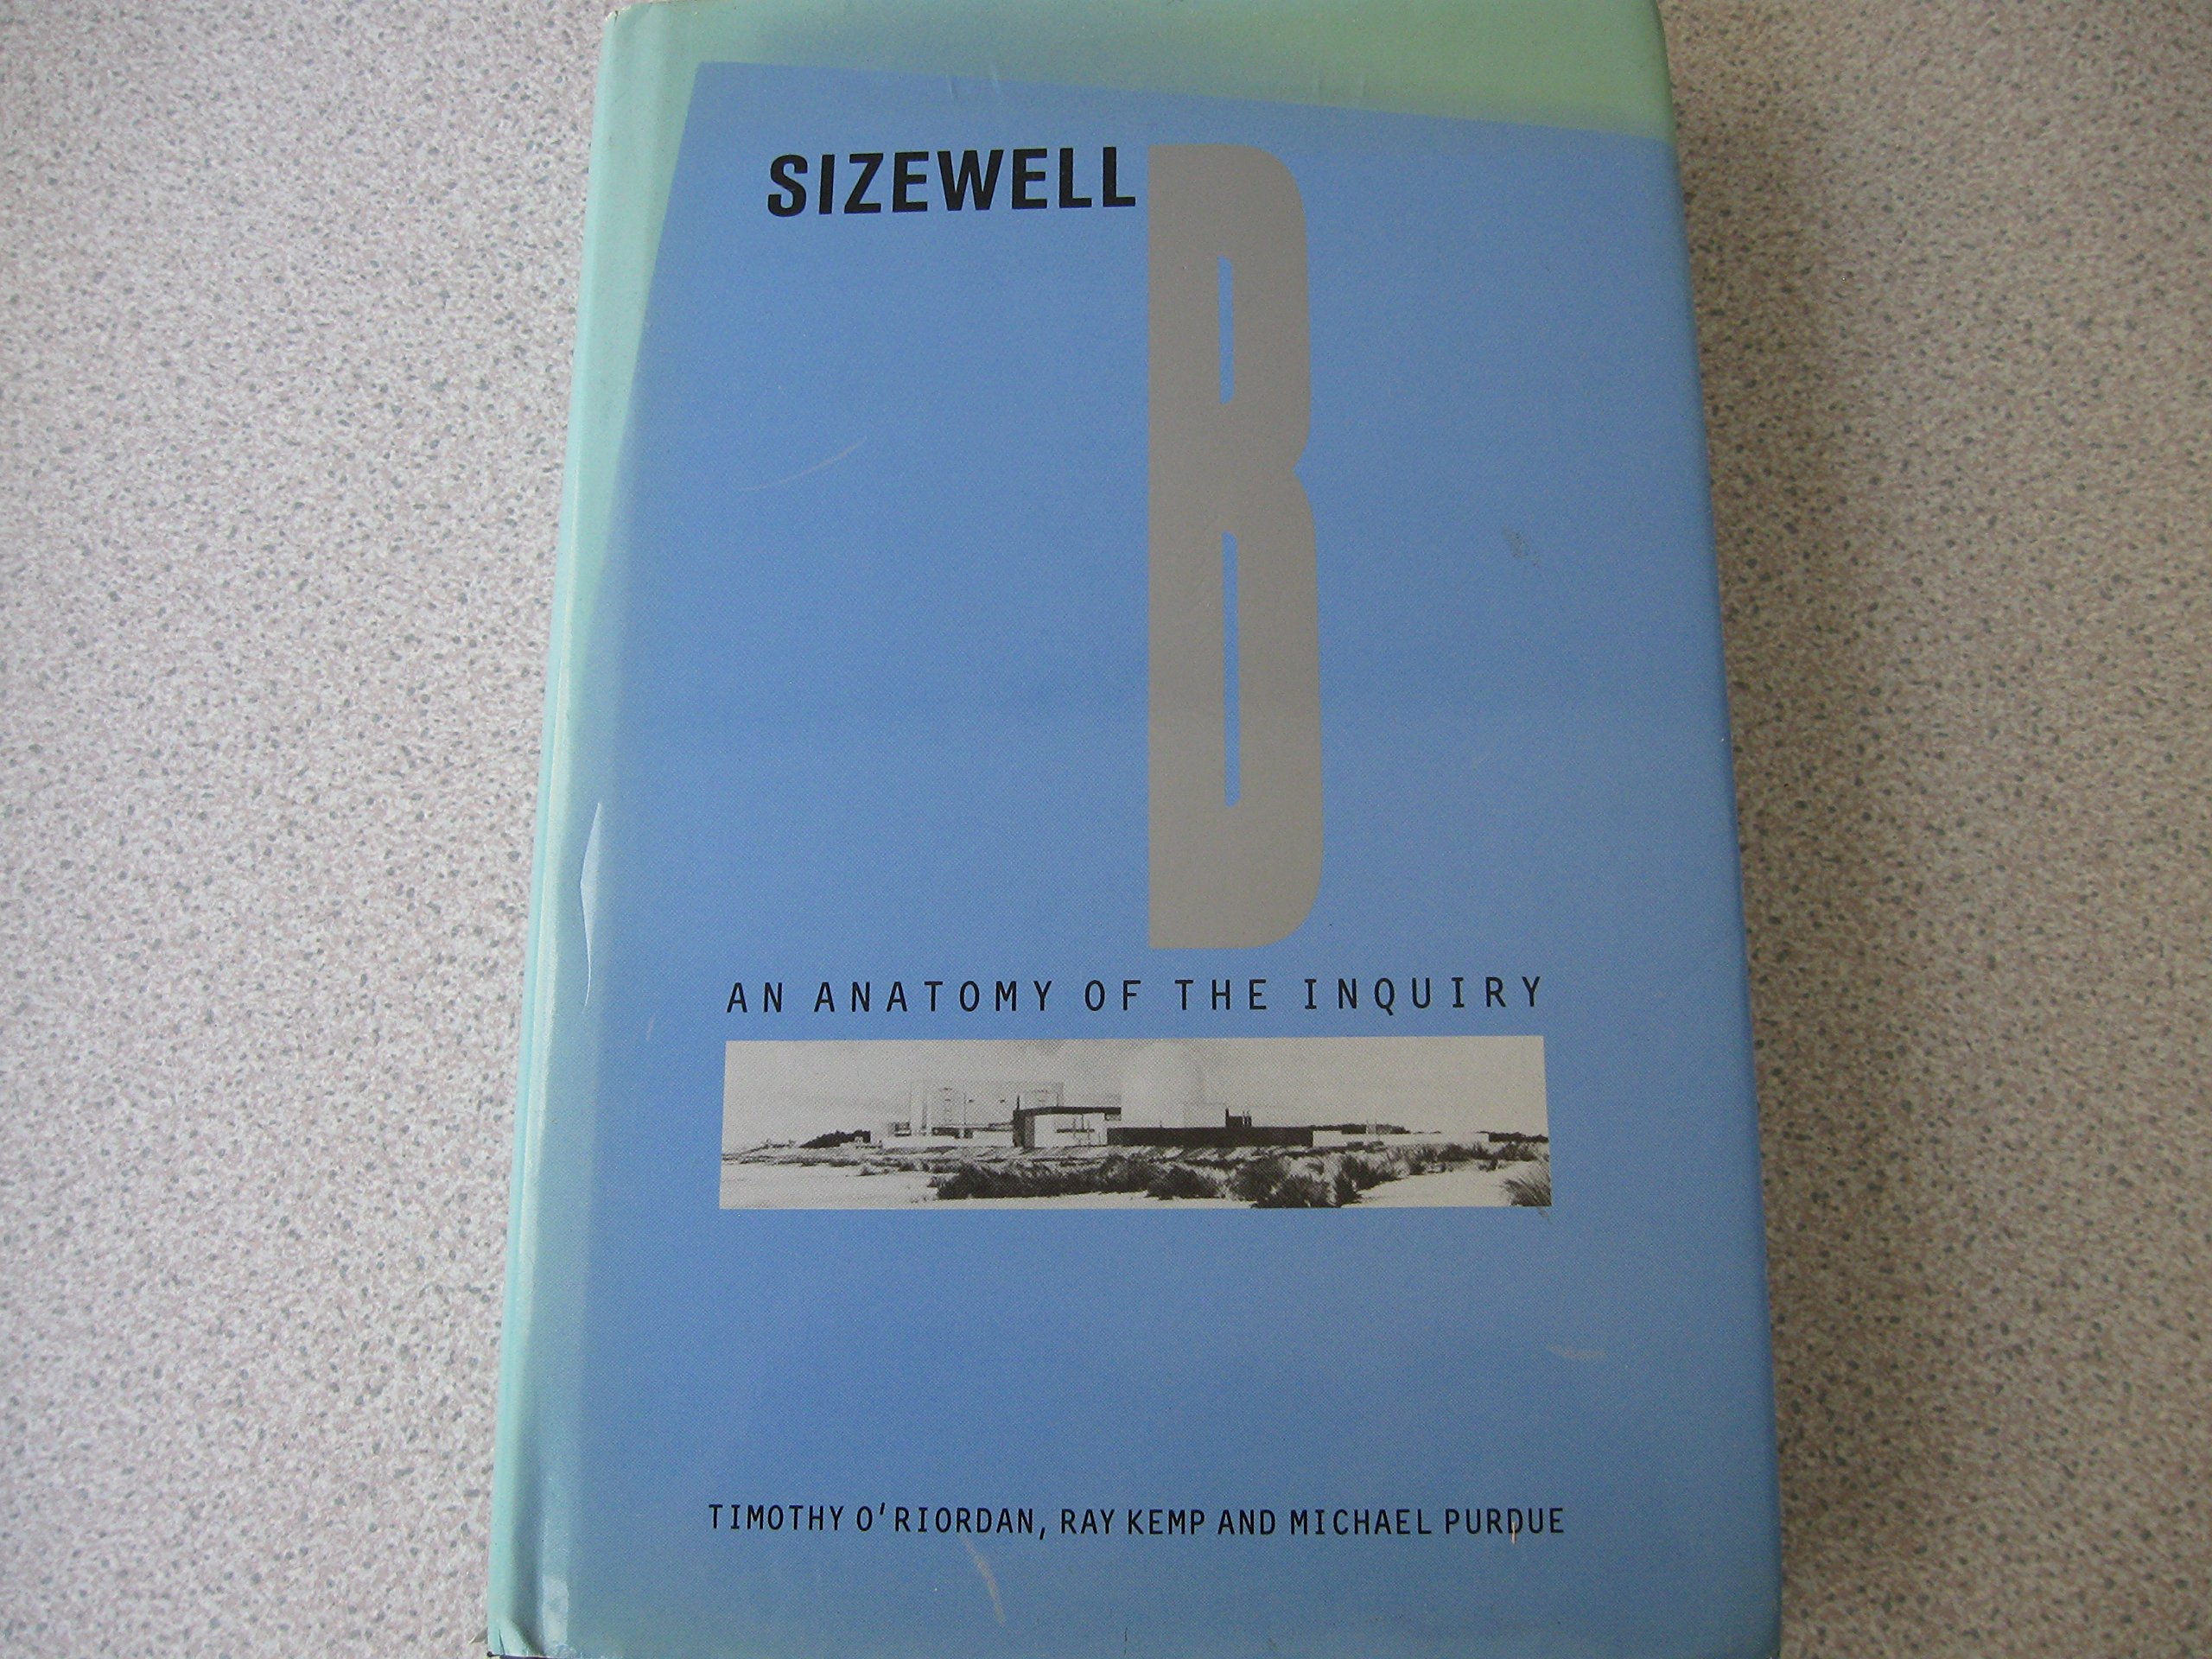 SIZEWELL B
AN ANATOMY OF THE INQUIRY
TIMOTHY O'RIORDAN, RAY KEMP AND MICHAEL PURDUE